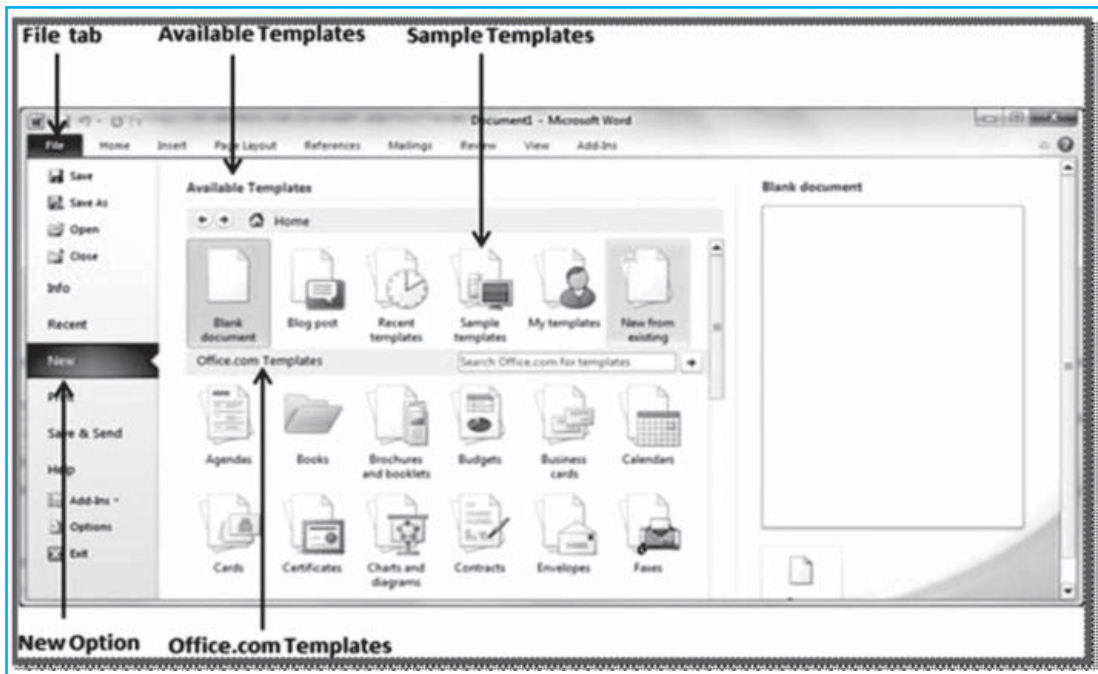 File tab Available Templates Sample Templates
Document1 - Microsoft Word
File Home Insert Page Layout References Mailings Review View Add-Ins
Save
Save As
Open
Close
Info
Recent
New
Print
Save & Send
Help
Add-Ins
Options
Exit
Available Templates
Home
Blank document
Blog post
Recent templates
Sample templates
My templates
New from existing
Office.com Templates
Search Office.com for templates
Agendas
Books
Brochures and booklets
Budgets
Business cards
Calendars
Cards
Certificates
Charts and diagrams
Contracts
Envelopes
Faxes
Blank document
New Option Office.com Templates